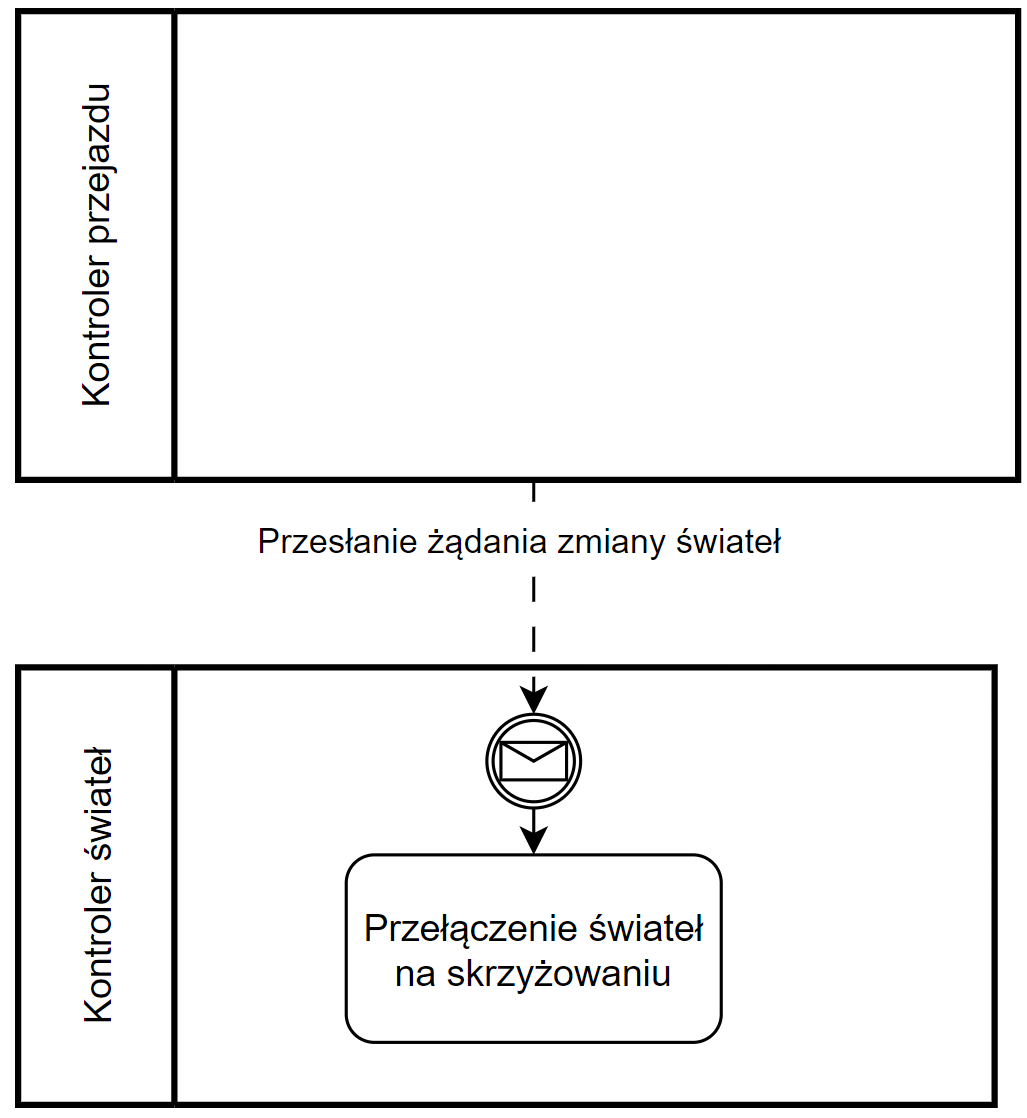 Kontroler przejazdu
Przesłanie żądania zmiany świateł
Kontroler świateł
Przełączenie świateł
na skrzyżowaniu